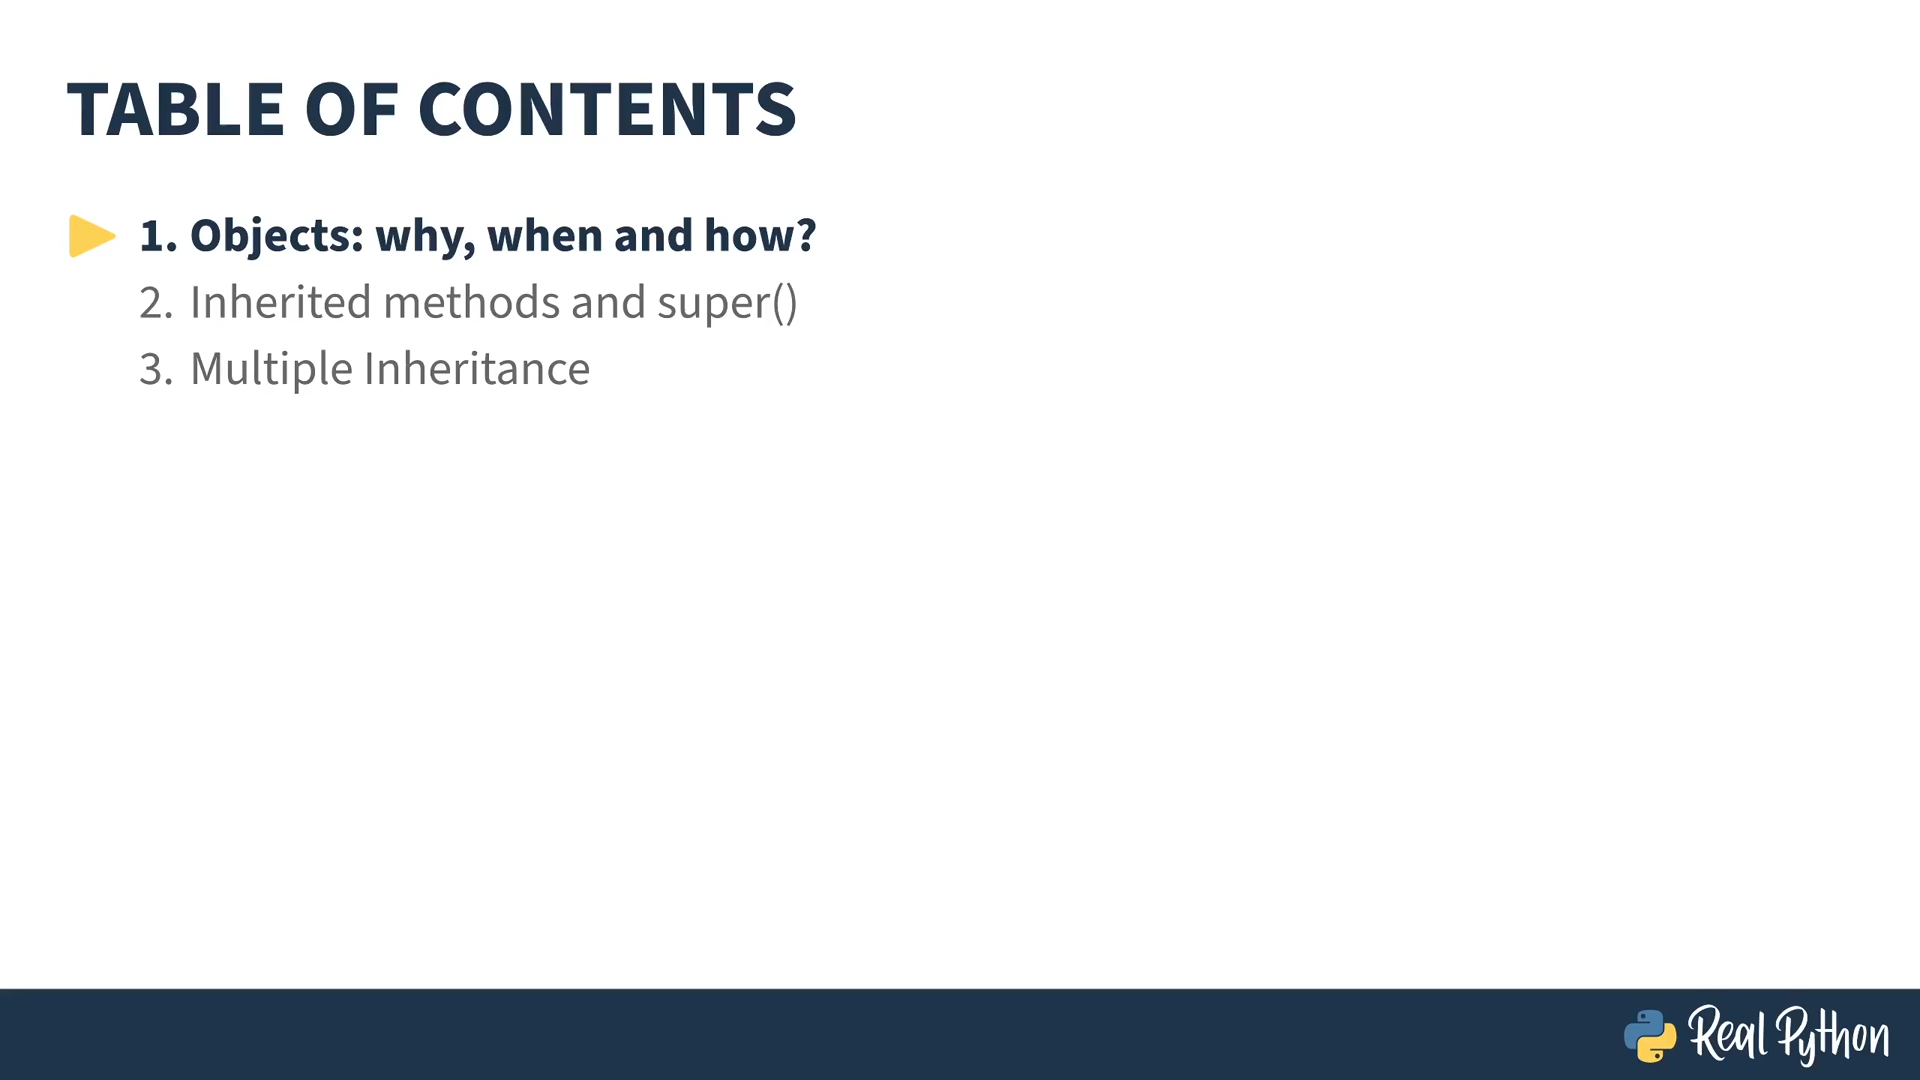 TABLE OF CONTENTS
1. Objects: why, when and how?
2. Inherited methods and super()
3. Multiple Inheritance
Real Python